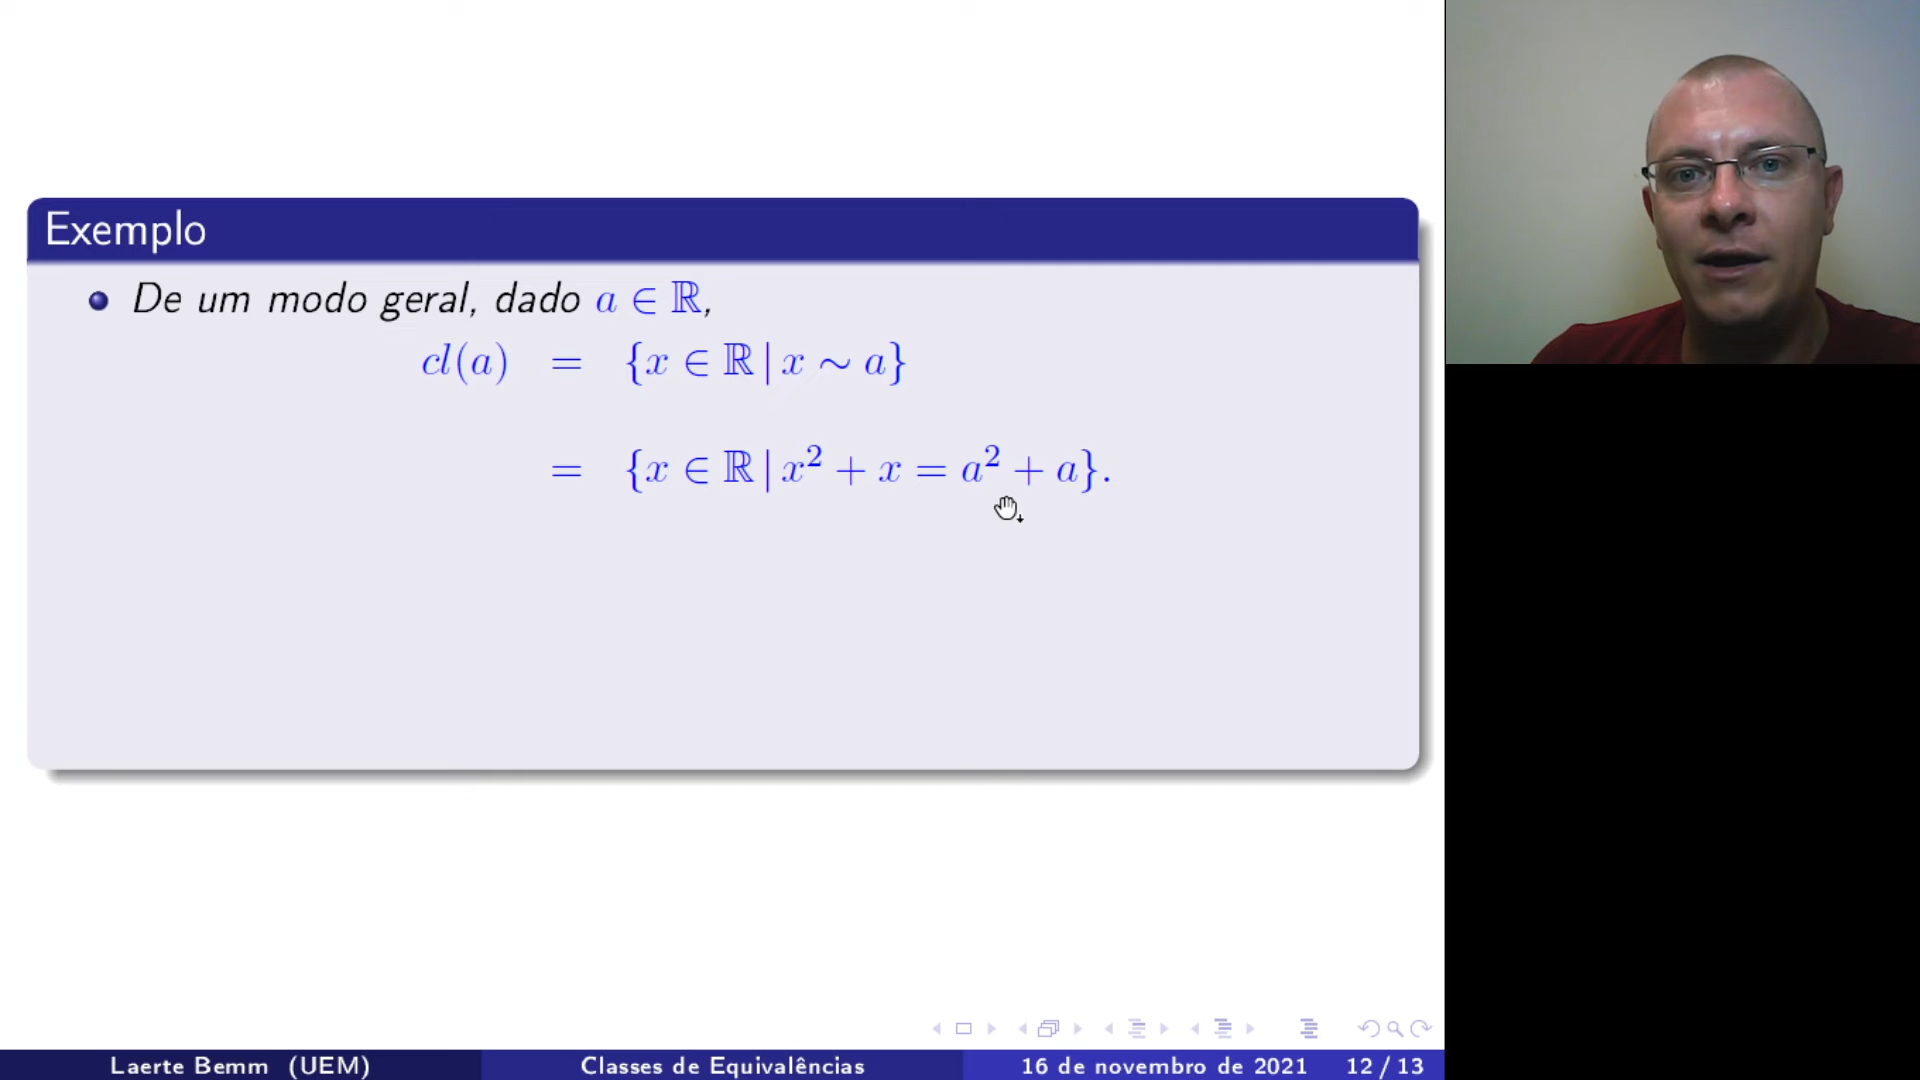 Exemplo
De um modo geral, dado a ∈ ℝ,
cl(a) = {x ∈ ℝ | x ∼ a}
= {x ∈ ℝ | x² + x = a² + a}.
Laerte Bemm (UEM) Classes de Equivalências 16 de novembro de 2021 12 / 13